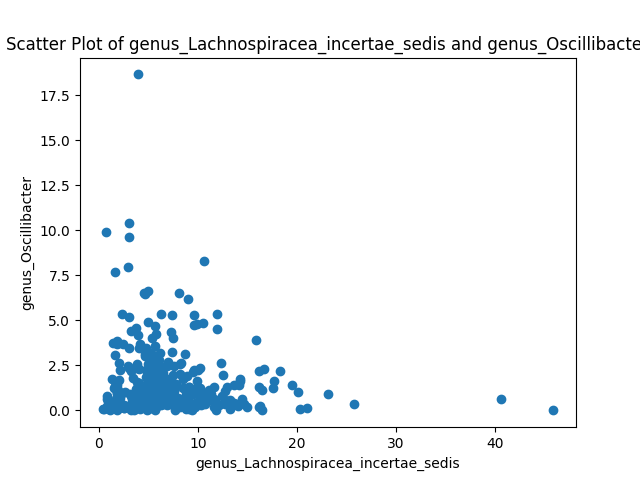 Scatter Plot of genus_Lachnospiracea_incertae_sedis and genus_Oscillibacte
17.5
15.0
12.5
10.0
7.5
5.0
2.5
0.0
genus_Oscillibacter
0 10 20 30 40
genus_Lachnospiracea_incertae_sedis